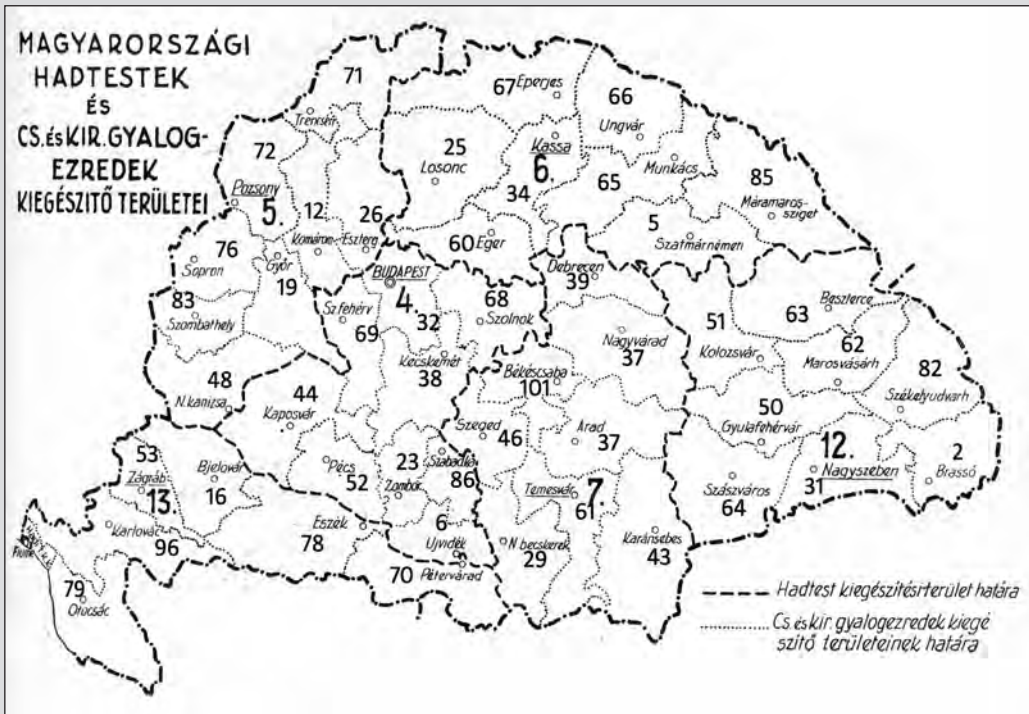 MAGYARORSZÁGI
HADTESTEK
ÉS
CS. és KIR. GYALOG-
EZREDEK
KIEGÉSZITŐ TERÜLETEI
71
Trencsén
67 Eperjes
66
Ungvár
72
25
Losonc
Kassa
6.
34
Munkács
65
85
Máramaros-
sziget
Pozsony
5.
12
26
Komárom
Eszterg
60 Eger
5
Szatmárnémeti
76
Sopron
Győr
19
BUDAPEST
4.
32
Debrecen
39
83
Szombathely
Sz.fehérv
69
68
Szolnok
Nagyvárad
37
51
63
Beszterce
Kolozsvár
62
Marosvásárh
82
Székelyudvarh
Kecskemét
38
Békéscsaba
101
48
N.kanizsa
44
Kaposvár
Szeged
46
Arad
37
50
Gyulafehérvár
12.
Nagyszeben
31
2
Brassó
53
Zágráb
13.
Bjelovár
16
Pécs
52
23
Zombor
Szabadka
86
Temesvár
7.
61
Szászváros
64
Karlovác
96
Eszék
78
6
Ujvidék
N.becskerek
29
Karánsebes
43
Fiume
79
Otocsác
70
Pétervárad
Hadtest kiegészítésiterület határa
Cs. és kir. gyalogezredek kiegé
szitő területeinek határa